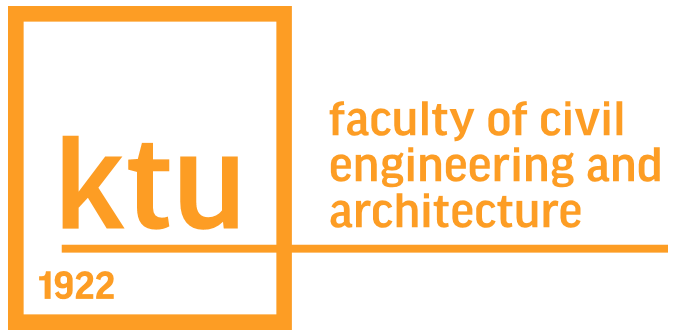 ktu
1922
faculty of civil
engineering and
architecture